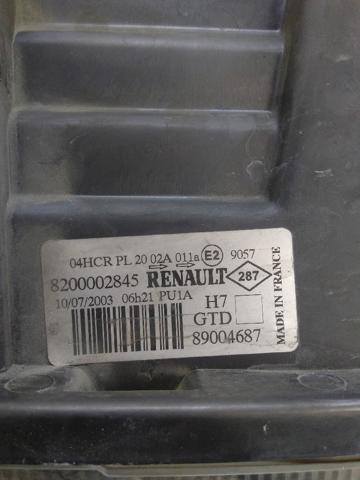 04HCR PL 20 02A 011a E2 9057
8200002845 RENAULT 287
10/07/2003 06h21 PU1A H7
GTD
89004687
MADE IN FRANCE